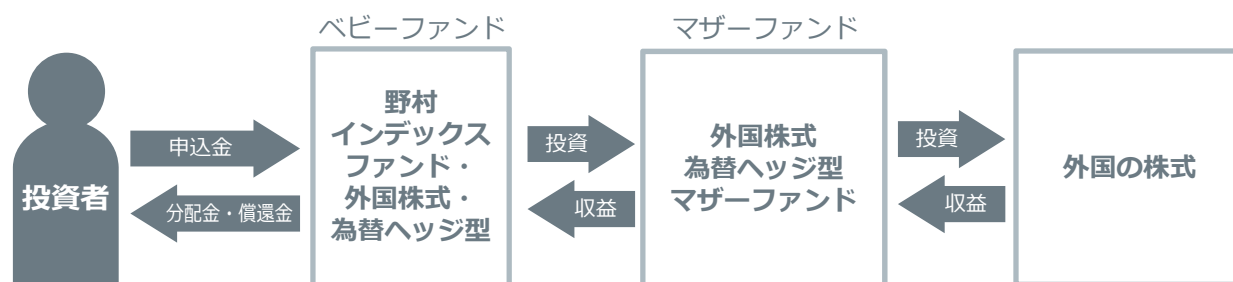 ベビーファンド
マザーファンド
投資者
申込金
分配金・償還金
野村
インデックス
ファンド・
外国株式・
為替ヘッジ型
投資
収益
外国株式
為替ヘッジ型
マザーファンド
投資
収益
外国の株式